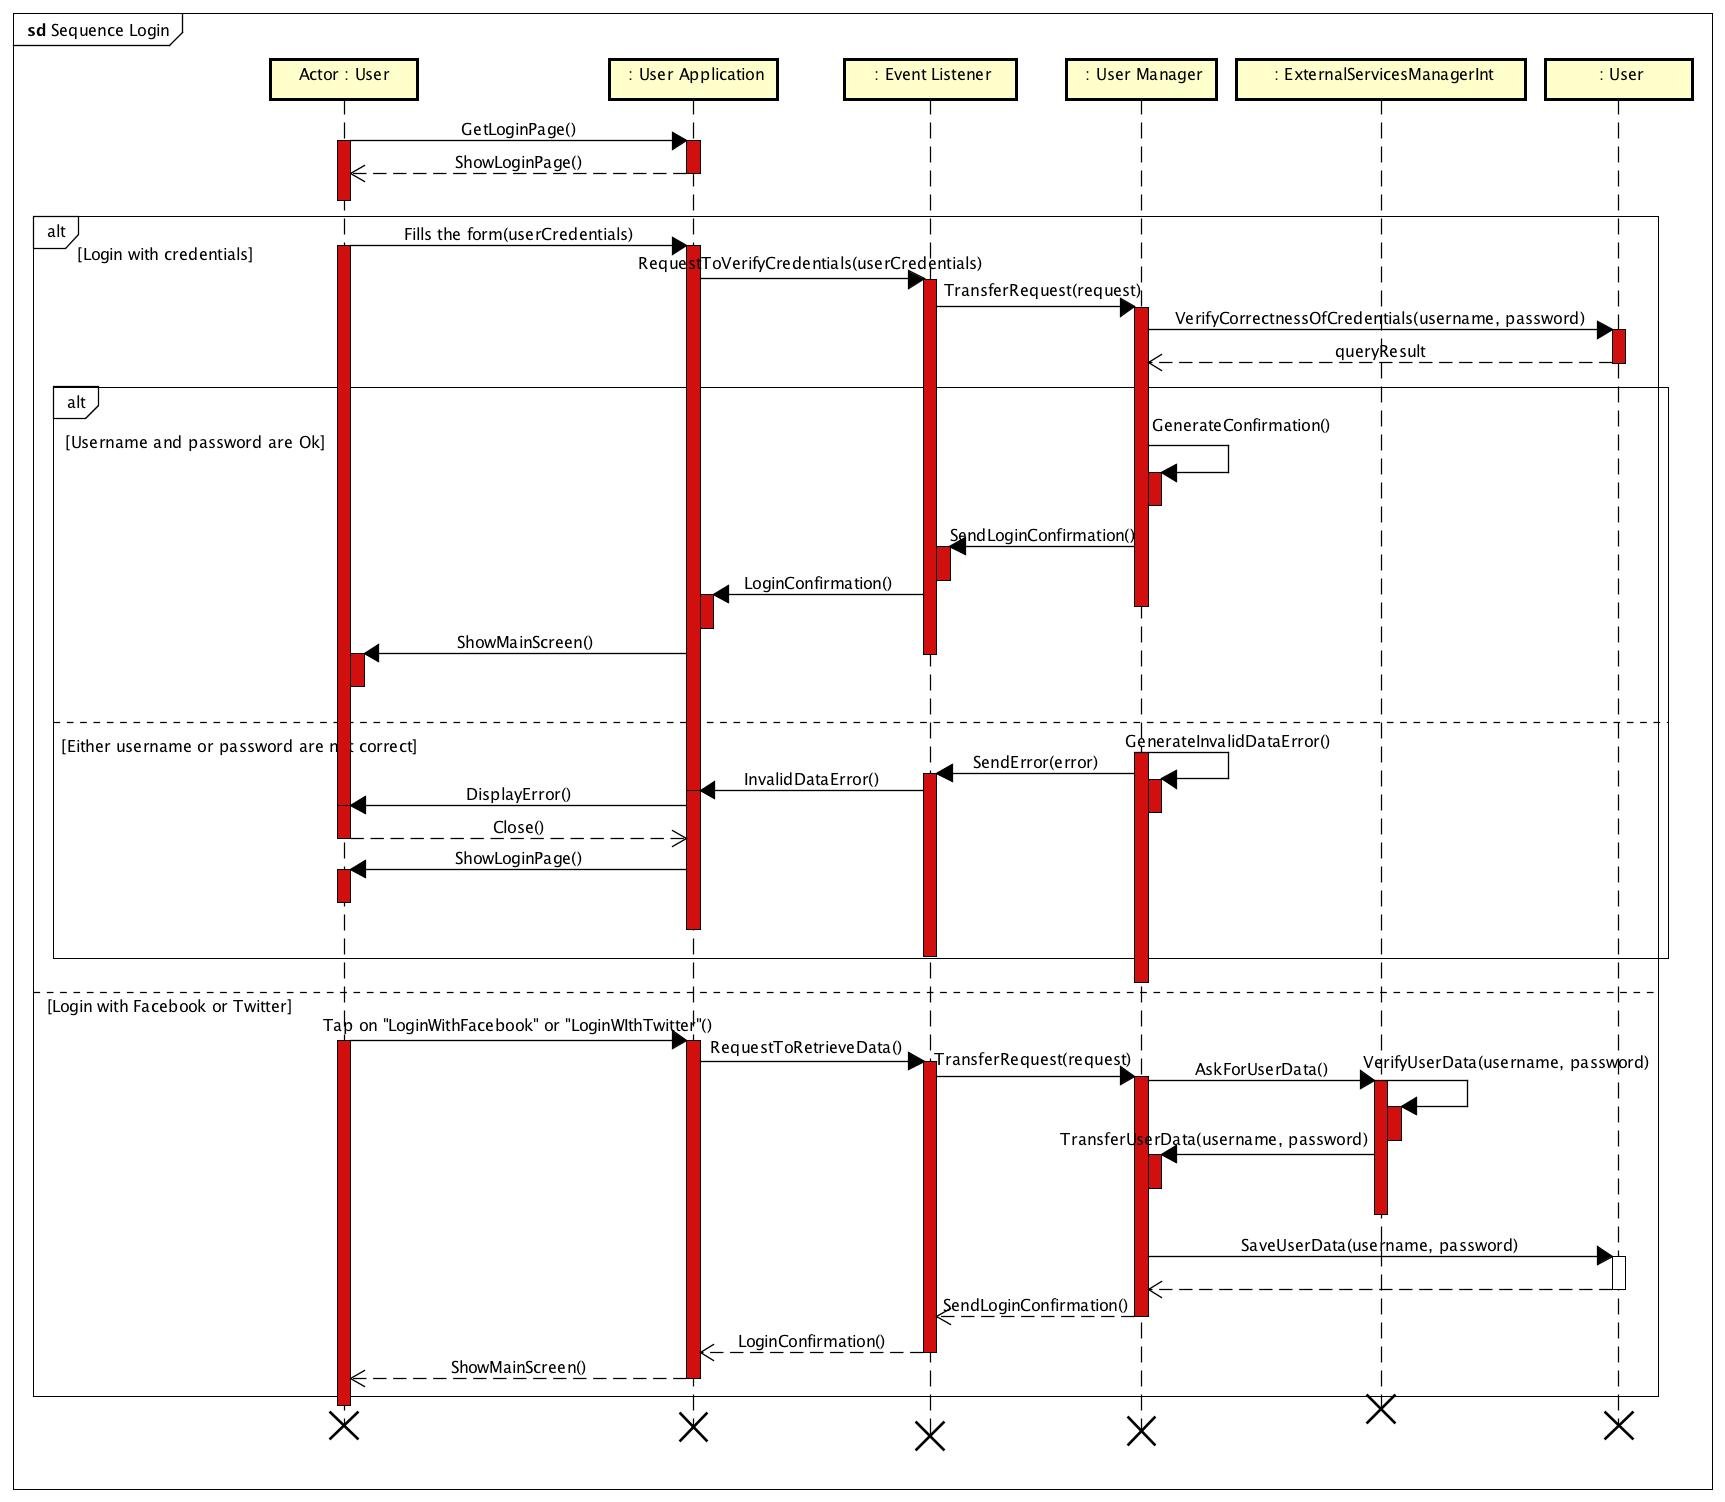 sd Sequence Login
Actor : User
: User Application
: Event Listener
: User Manager
: ExternalServicesManagerInt
: User
GetLoginPage()
ShowLoginPage()
alt
[Login with credentials]
Fills the form(userCredentials)
RequestToVerifyCredentials(userCredentials)
TransferRequest(request)
VerifyCorrectnessOfCredentials(username, password)
queryResult
alt
[Username and password are Ok]
GenerateConfirmation()
SendLoginConfirmation()
LoginConfirmation()
ShowMainScreen()
[Either username or password are not correct]
GenerateInvalidDataError()
SendError(error)
InvalidDataError()
DisplayError()
Close()
ShowLoginPage()
[Login with Facebook or Twitter]
Tap on "LoginWithFacebook" or "LoginWIthTwitter"()
RequestToRetrieveData()
TransferRequest(request)
AskForUserData()
VerifyUserData(username, password)
TransferUserData(username, password)
SaveUserData(username, password)
SendLoginConfirmation()
LoginConfirmation()
ShowMainScreen()